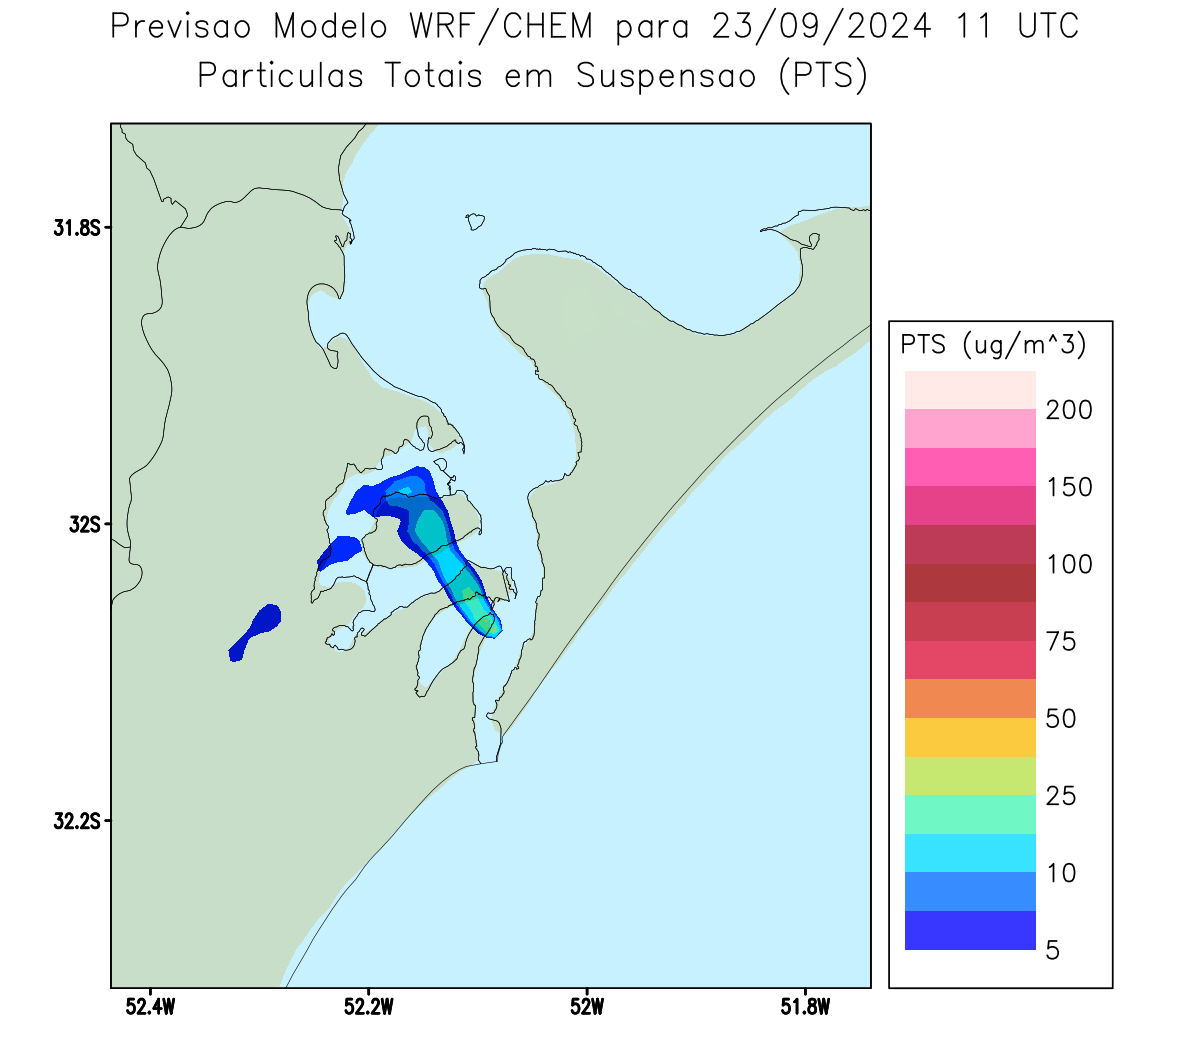 Previsao Modelo WRF/CHEM para 23/09/2024 11 UTC
Particulas Totais em Suspensao (PTS)
31.8S
32S
32.2S
52.4W
52.2W
52W
51.8W
PTS (ug/m^3)
200
150
100
75
50
25
10
5